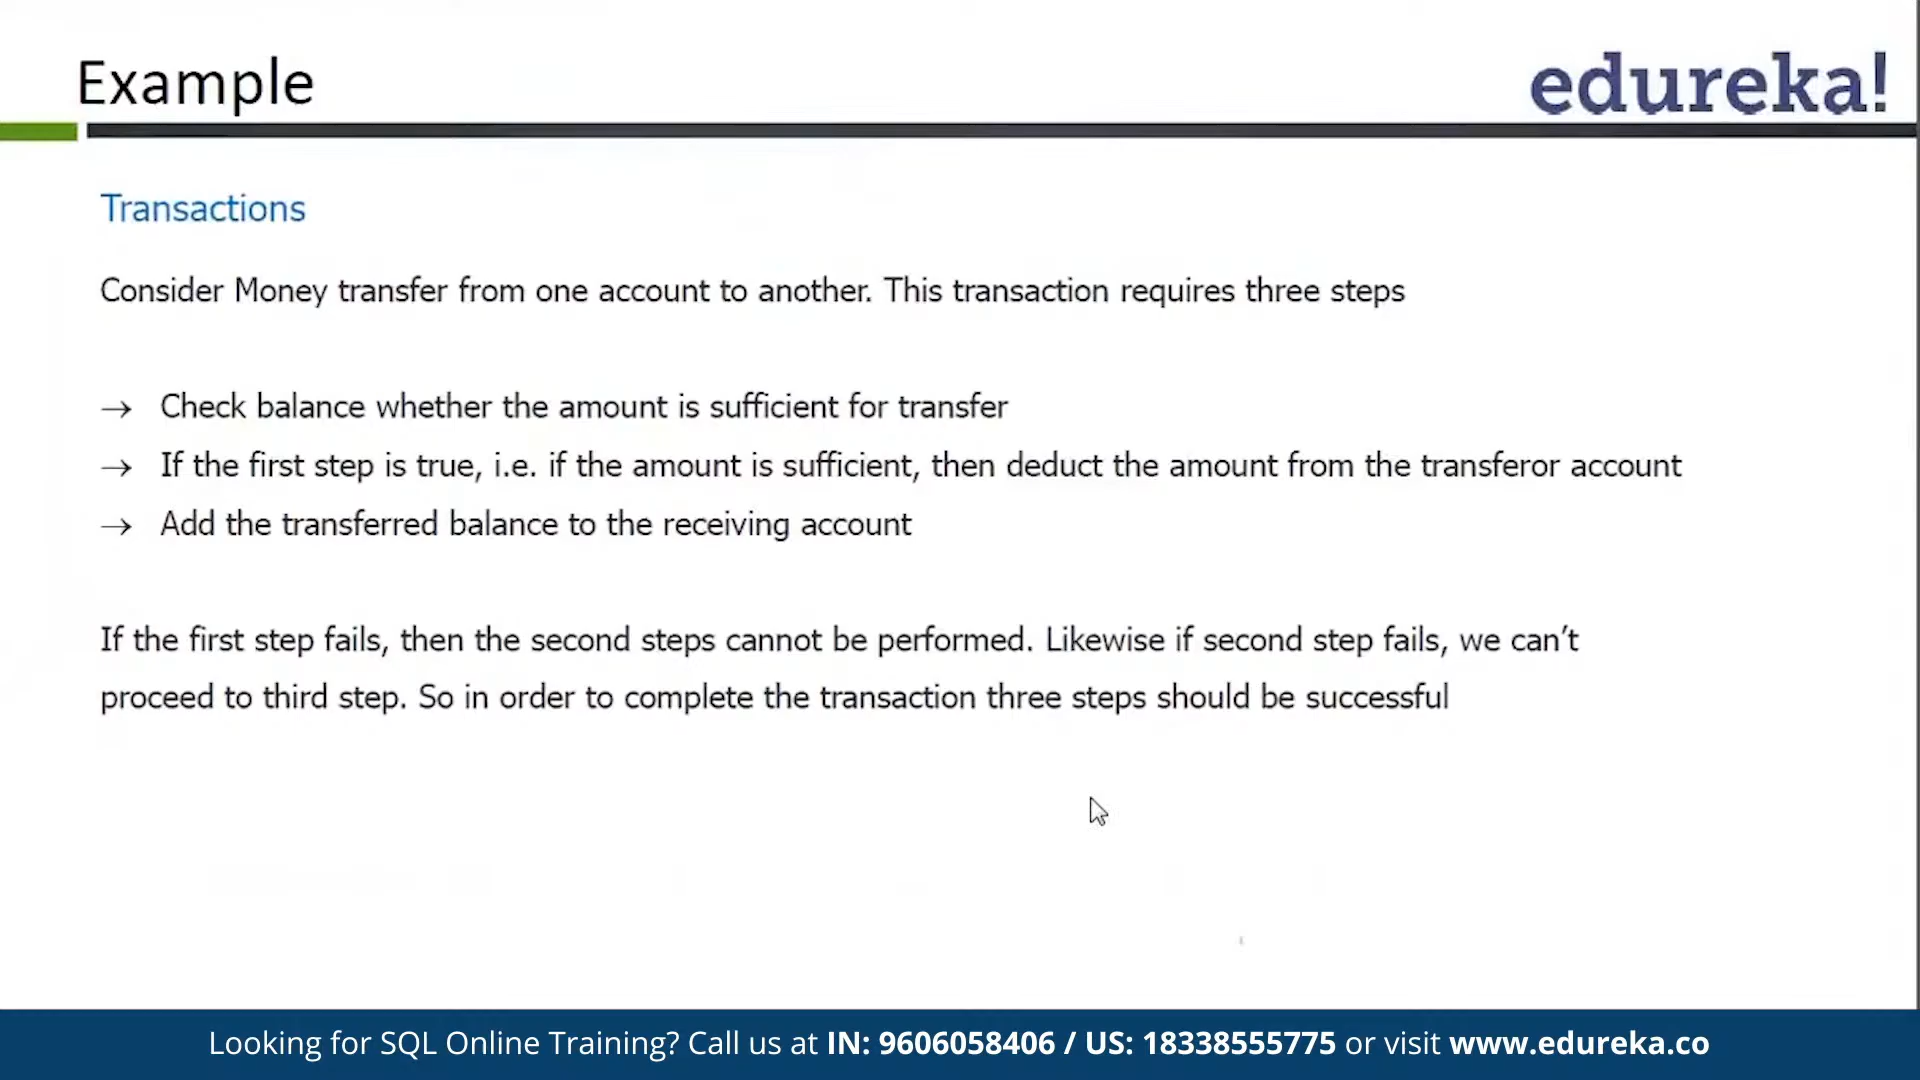 Example
edureka!
Transactions
Consider Money transfer from one account to another. This transaction requires three steps
→ Check balance whether the amount is sufficient for transfer
→ If the first step is true, i.e. if the amount is sufficient, then deduct the amount from the transferor account
→ Add the transferred balance to the receiving account
If the first step fails, then the second steps cannot be performed. Likewise if second step fails, we can’t
proceed to third step. So in order to complete the transaction three steps should be successful
Looking for SQL Online Training? Call us at IN: 9606058406 / US: 18338555775 or visit www.edureka.co